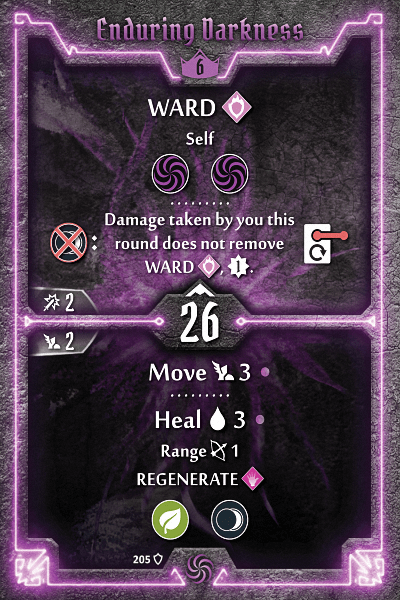 Enduring Darkness
6
WARD
Self
Damage taken by you this
: round does not remove
WARD , 1.
2
26
2
Move 3
Heal 3
Range 1
REGENERATE
205